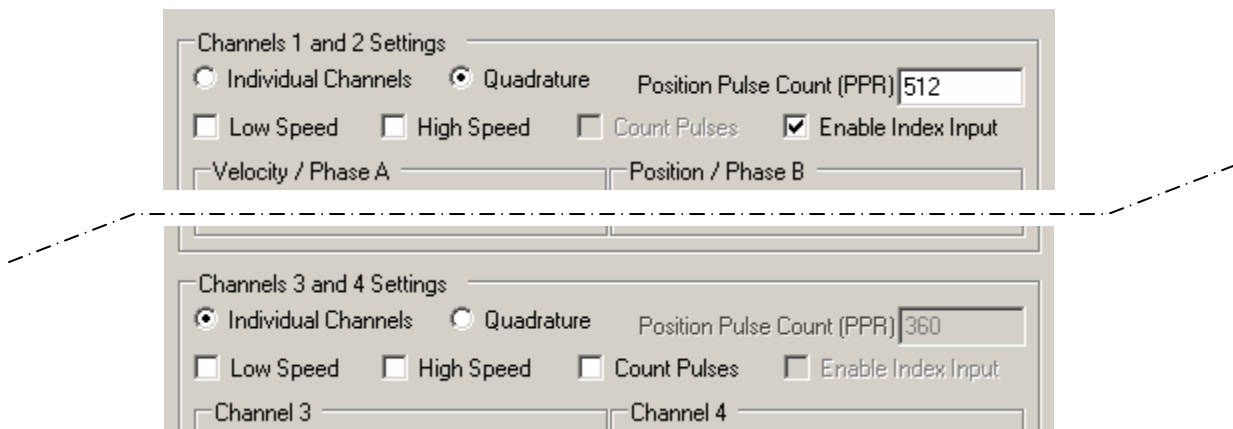 Channels 1 and 2 Settings
Individual Channels Quadrature Position Pulse Count (PPR) 512
Low Speed High Speed Count Pulses Enable Index Input
Velocity / Phase A Position / Phase B
Channels 3 and 4 Settings
Individual Channels Quadrature Position Pulse Count (PPR) 360
Low Speed High Speed Count Pulses Enable Index Input
Channel 3 Channel 4